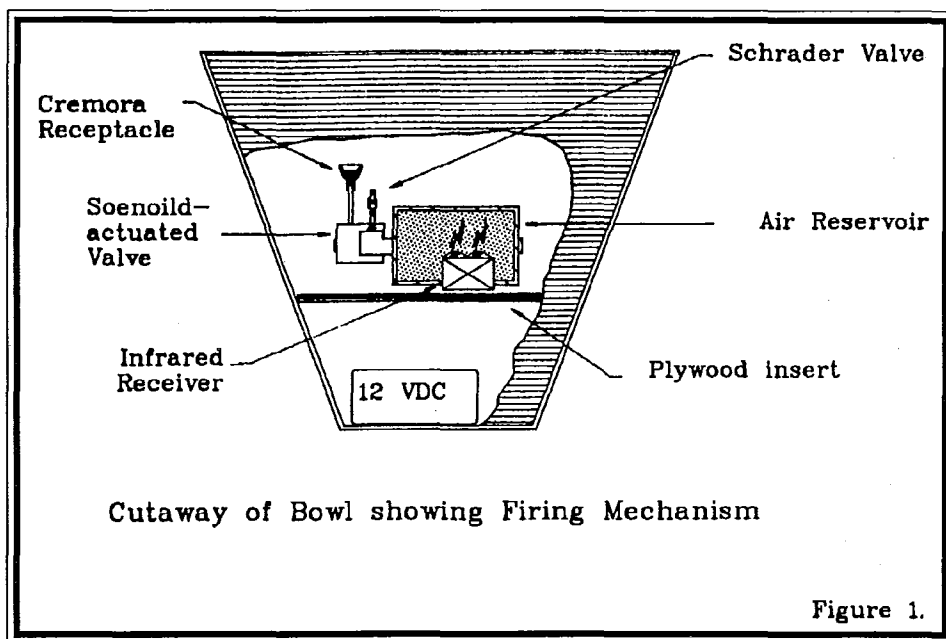 Schrader Valve
Cremora
Receptacle
Soenoild-
actuated
Valve
Air Reservoir
Infrared
Receiver
Plywood insert
12 VDC
Cutaway of Bowl showing Firing Mechanism
Figure 1.